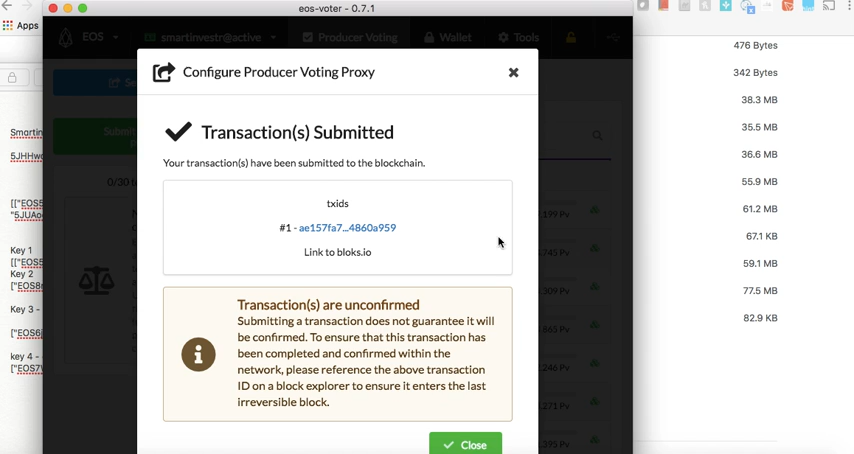 Apps
eos-voter - 0.7.1
EOS
smartinvestr@active
Producer Voting
Wallet
Tools
Configure Producer Voting Proxy
Transaction(s) Submitted
Your transaction(s) have been submitted to the blockchain.
txids
#1 - ae157fa7...4860a959
Link to bloks.io
Transaction(s) are unconfirmed
Submitting a transaction does not guarantee it will
be confirmed. To ensure that this transaction has
been completed and confirmed within the
network, please reference the above transaction
ID on a block explorer to ensure it enters the last
irreversible block.
Close
Smartin
Key 1
Key 2
Key 3 -
key 4 -
Submit
0/30
476 Bytes
342 Bytes
38.3 MB
35.5 MB
36.6 MB
55.9 MB
61.2 MB
67.1 KB
59.1 MB
77.5 MB
82.9 KB